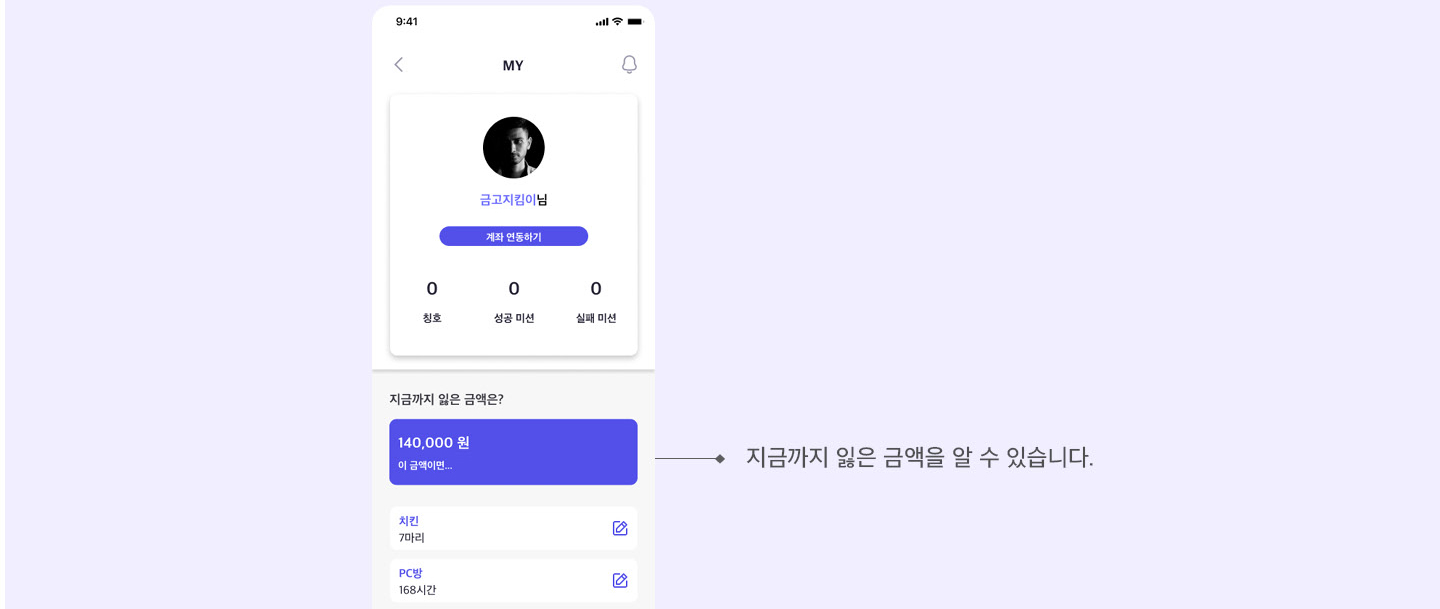 9:41
MY
금고지킴이님
계좌 연동하기
0 0 0
칭호 성공 미션 실패 미션
지금까지 잃은 금액은?
140,000 원
이 금액이면...
지금까지 잃은 금액을 알 수 있습니다.
치킨
7마리
PC방
168시간